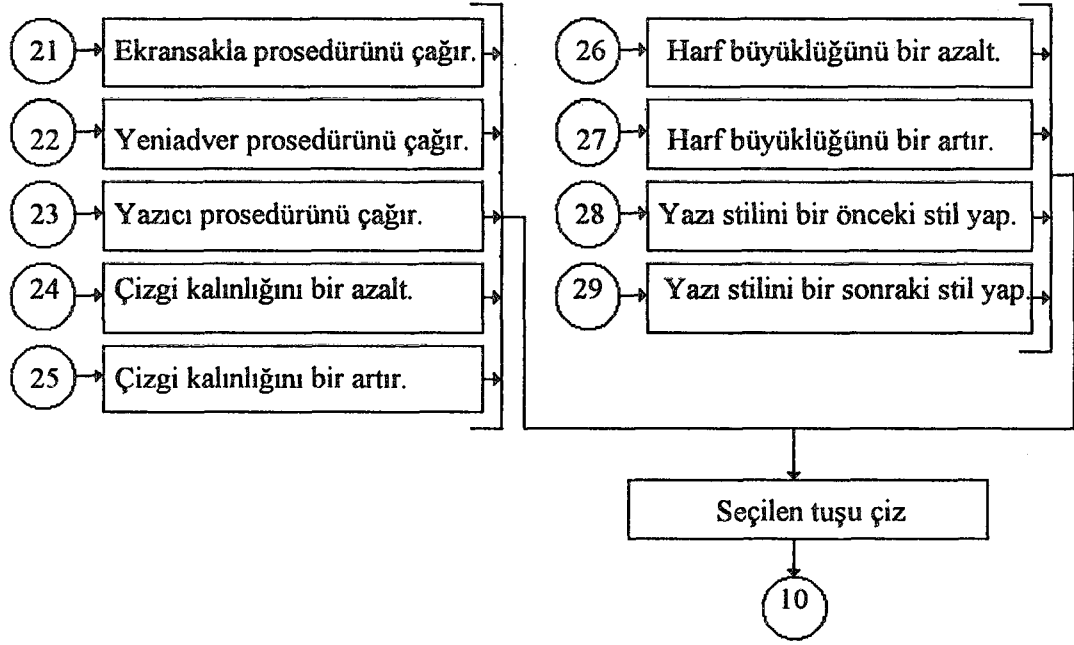 21 Ekransakla prosedürünü çağır.
22 Yeniadver prosedürünü çağır.
23 Yazıcı prosedürünü çağır.
24 Çizgi kalınlığını bir azalt.
25 Çizgi kalınlığını bir artır.
26 Harf büyüklüğünü bir azalt.
27 Harf büyüklüğünü bir artır.
28 Yazı stilini bir önceki stil yap.
29 Yazı stilini bir sonraki stil yap.
Seçilen tuşu çiz
10